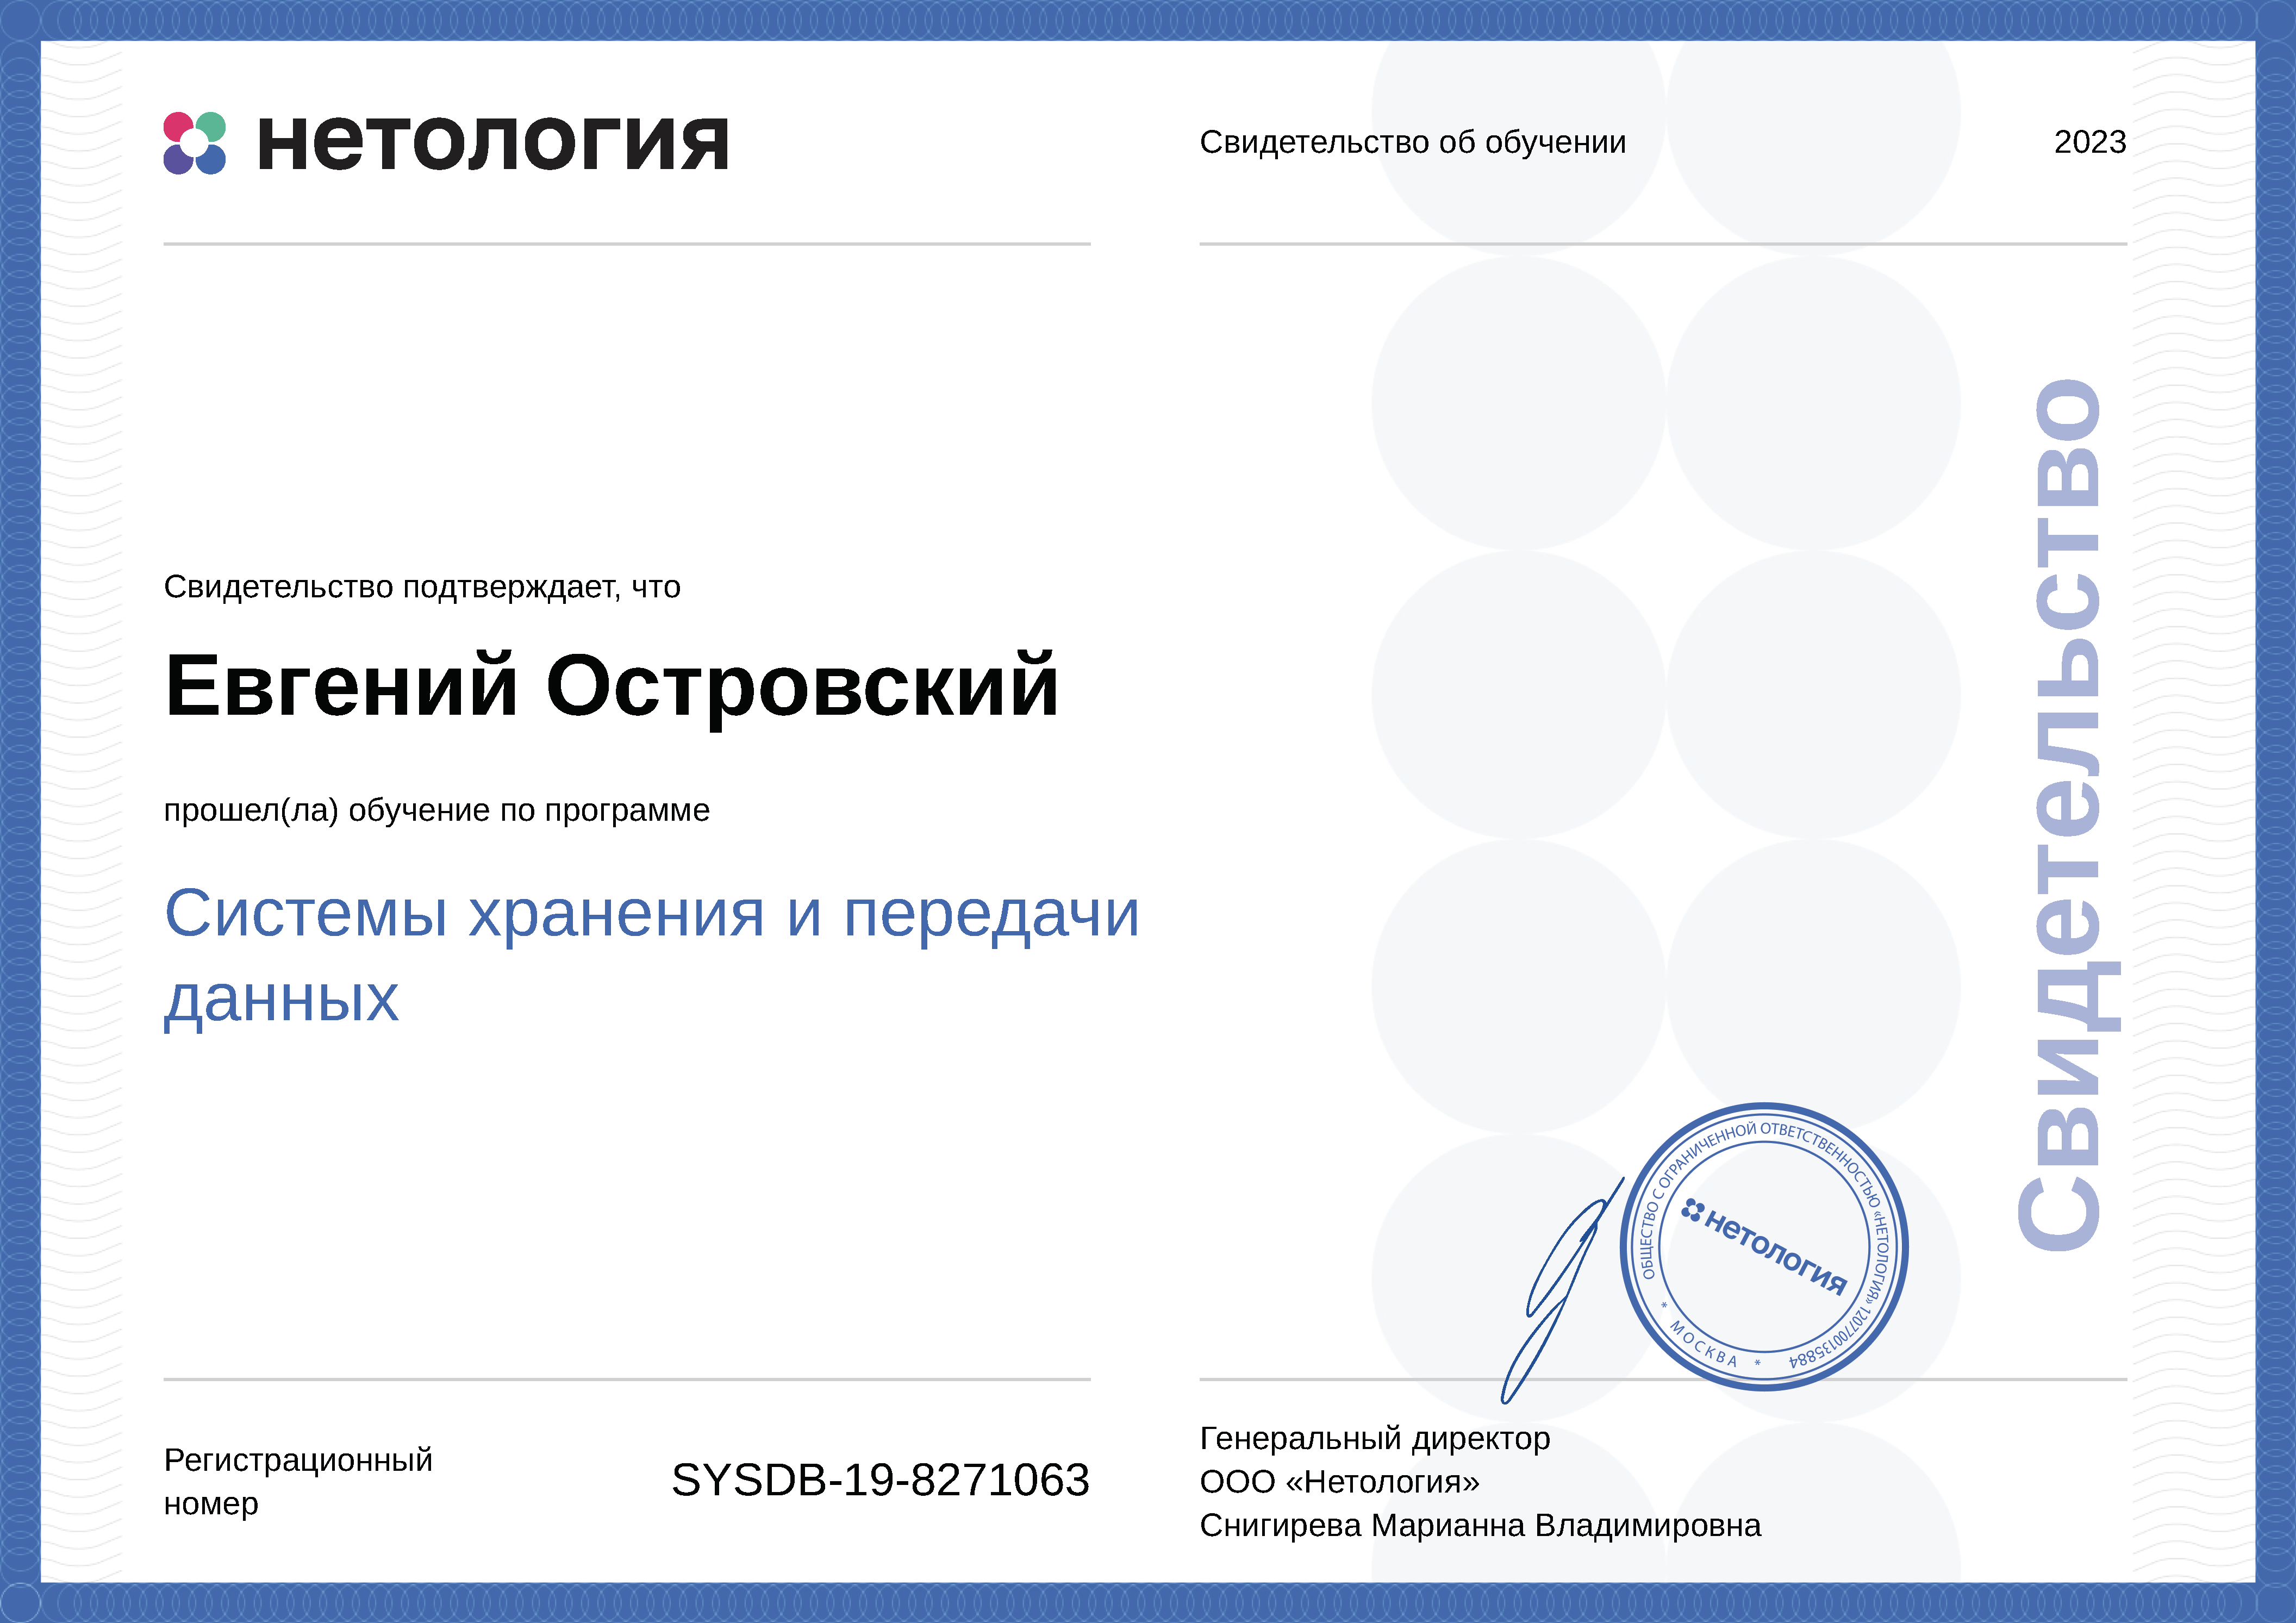 нетология
Свидетельство об обучении
2023
Свидетельство подтверждает, что
Евгений Островский
прошел(ла) обучение по программе
Системы хранения и передачи
данных
Свидетельство
ОБЩЕСТВО С ОГРАНИЧЕННОЙ ОТВЕТСТВЕННОСТЬЮ «НЕТОЛОГИЯ» 1207700135884
* МОСКВА *
нетология
Регистрационный
номер
SYSDB-19-8271063
Генеральный директор
ООО «Нетология»
Снигирева Марианна Владимировна